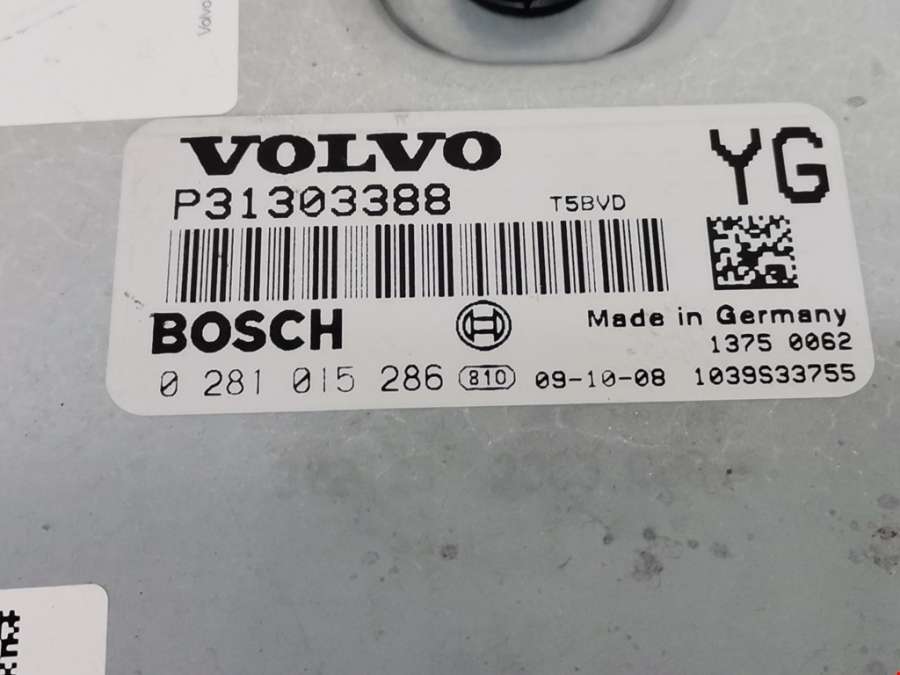 Volvo
VOLVO
YG
P31303388
T5BVD
BOSCH
Made in Germany
1375 0062
0 281 015 286 810 09-10-08 1039S33755